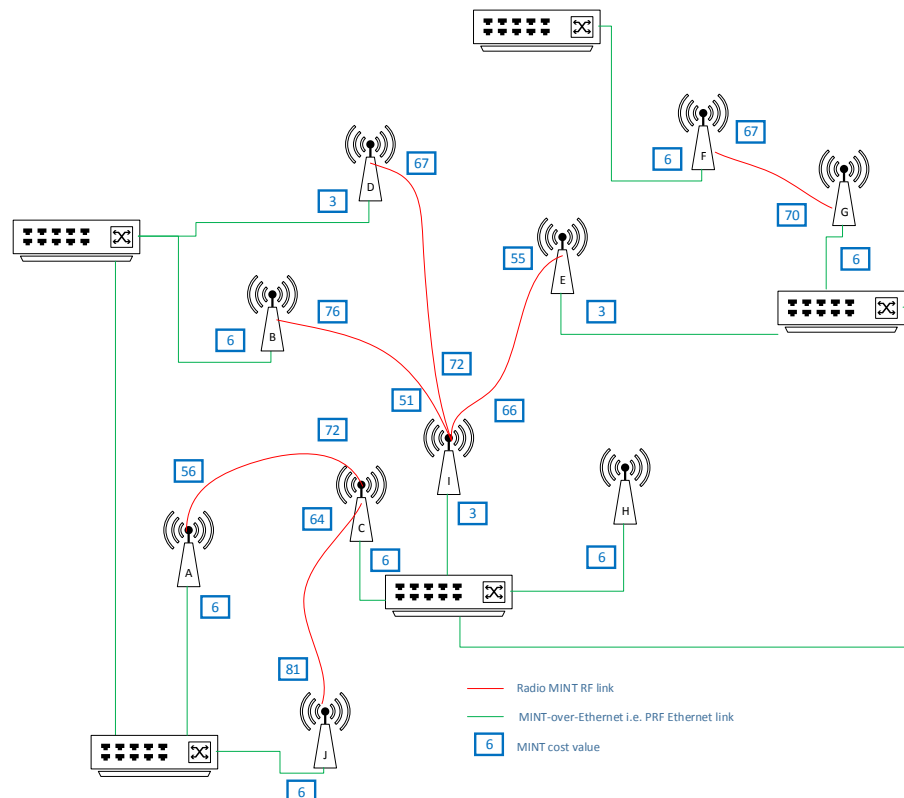 67
F
6
67
D
70
G
3
6
55
E
76
3
B
6
72
51
66
72
56
I
H
64
C
3
A
6
6
6
81
Radio MINT RF link
MINT-over-Ethernet i.e. PRF Ethernet link
J
6 MINT cost value
6